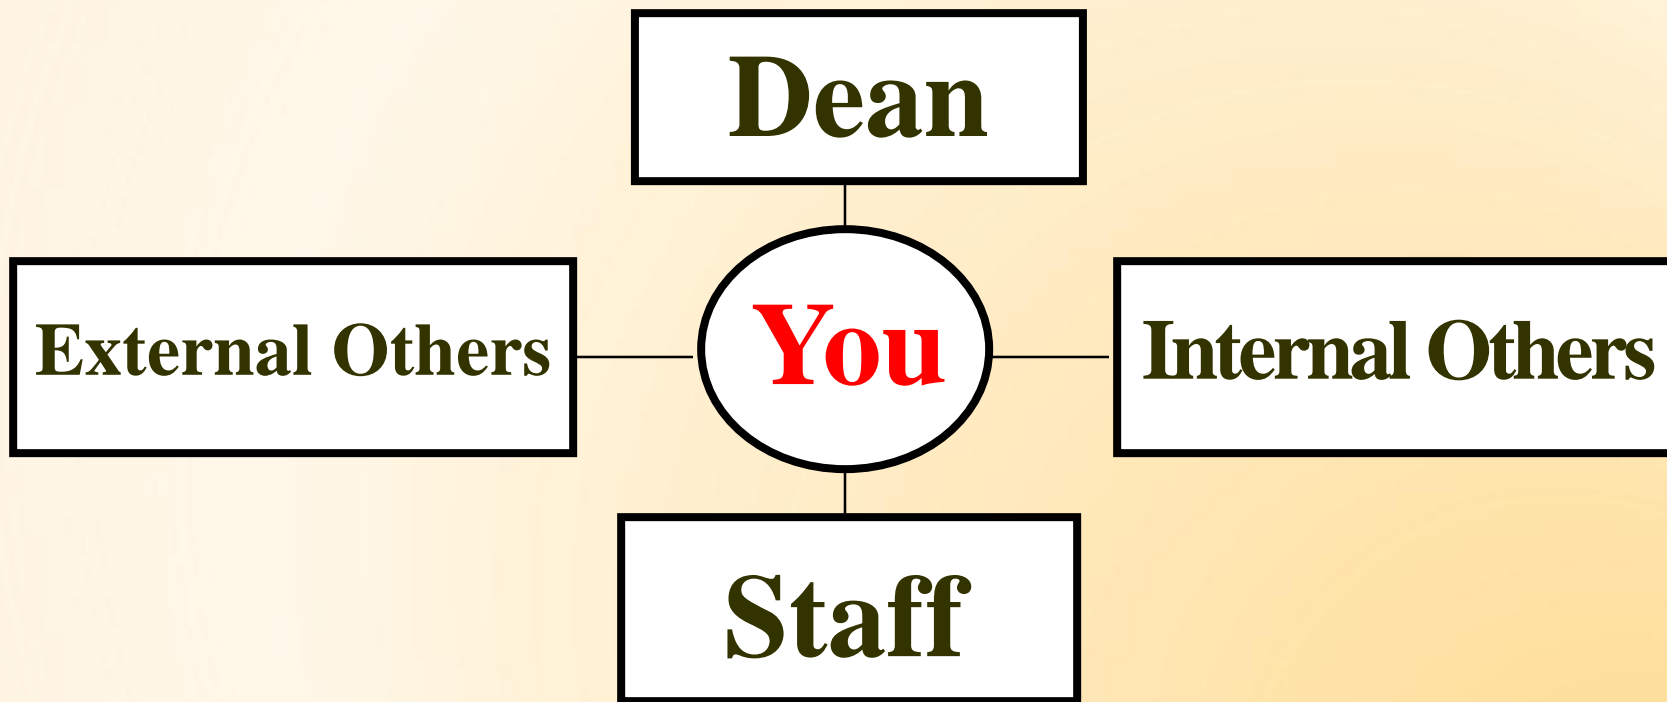 Dean
External Others
You
Internal Others
Staff